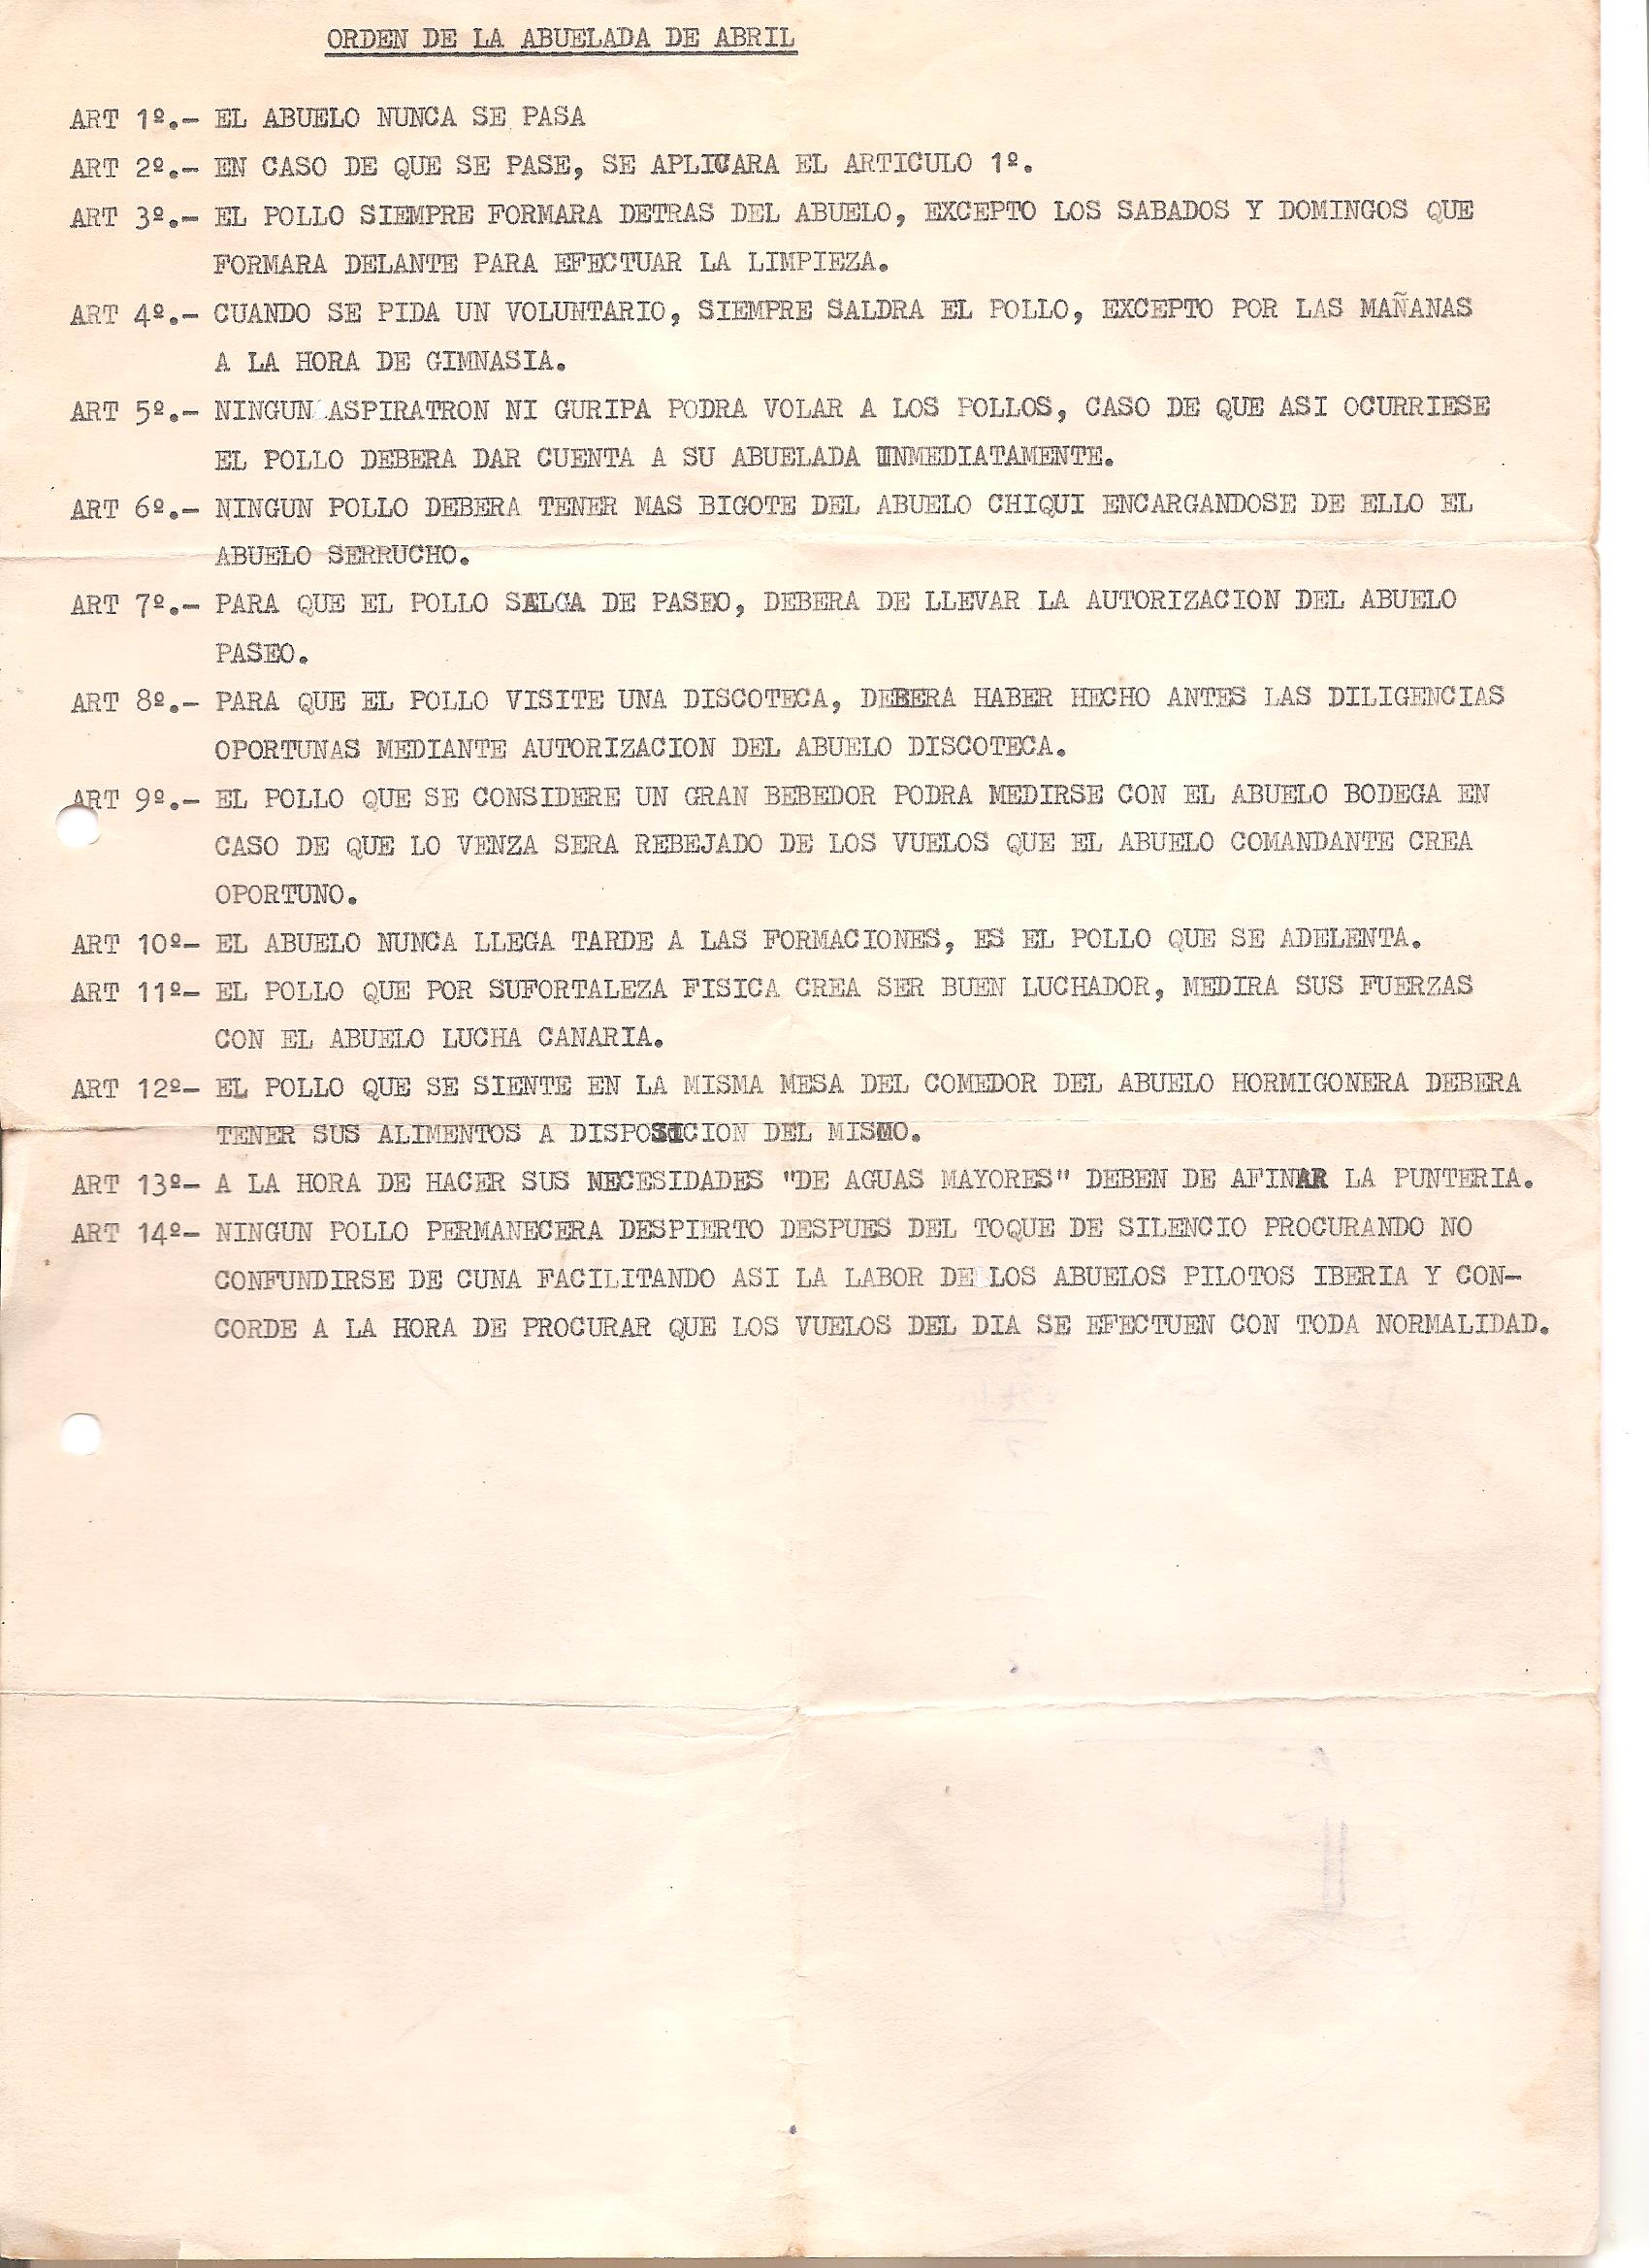 ORDEN DE LA ABUELADA DE ABRIL
ART 1º.- EL ABUELO NUNCA SE PASA
ART 2º.- EN CASO DE QUE SE PASE, SE APLICARA EL ARTICULO 1º.
ART 3º.- EL POLLO SIEMPRE FORMARA DETRAS DEL ABUELO, EXCEPTO LOS SABADOS Y DOMINGOS QUE
FORMARA DELANTE PARA EFECTUAR LA LIMPIEZA.
ART 4º.- CUANDO SE PIDA UN VOLUNTARIO, SIEMPRE SALDRA EL POLLO, EXCEPTO POR LAS MAÑANAS
A LA HORA DE GIMNASIA.
ART 5º.- NINGUN ASPIRATRON NI GURIPA PODRA VOLAR A LOS POLLOS, CASO DE QUE ASI OCURRIESE
EL POLLO DEBERA DAR CUENTA A SU ABUELADA INMEDIATAMENTE.
ART 6º.- NINGUN POLLO DEBERA TENER MAS BIGOTE DEL ABUELO CHIQUI ENCARGANDOSE DE ELLO EL
ABUELO SERRUCHO.
ART 7º.- PARA QUE EL POLLO SALGA DE PASEO, DEBERA DE LLEVAR LA AUTORIZACION DEL ABUELO
PASEO.
ART 8º.- PARA QUE EL POLLO VISITE UNA DISCOTECA, DEBERA HABER HECHO ANTES LAS DILIGENCIAS
OPORTUNAS MEDIANTE AUTORIZACION DEL ABUELO DISCOTECA.
ART 9º.- EL POLLO QUE SE CONSIDERE UN GRAN BEBEDOR PODRA MEDIRSE CON EL ABUELO BODEGA EN
CASO DE QUE LO VENZA SERA REBEJADO DE LOS VUELOS QUE EL ABUELO COMANDANTE CREA
OPORTUNO.
ART 10º- EL ABUELO NUNCA LLEGA TARDE A LAS FORMACIONES, ES EL POLLO QUE SE ADELENTA.
ART 11º- EL POLLO QUE POR SUFORTALEZA FISICA CREA SER BUEN LUCHADOR, MEDIRA SUS FUERZAS
CON EL ABUELO LUCHA CANARIA.
ART 12º- EL POLLO QUE SE SIENTE EN LA MISMA MESA DEL COMEDOR DEL ABUELO HORMIGONERA DEBERA
TENER SUS ALIMENTOS A DISPOSICION DEL MISMO.
ART 13º- A LA HORA DE HACER SUS NECESIDADES "DE AGUAS MAYORES" DEBEN DE AFINAR LA PUNTERIA.
ART 14º- NINGUN POLLO PERMANECERA DESPIERTO DESPUES DEL TOQUE DE SILENCIO PROCURANDO NO
CONFUNDIRSE DE CUNA FACILITANDO ASI LA LABOR DE LOS ABUELOS PILOTOS IBERIA Y CON-
CORDE A LA HORA DE PROCURAR QUE LOS VUELOS DEL DIA SE EFECTUEN CON TODA NORMALIDAD.